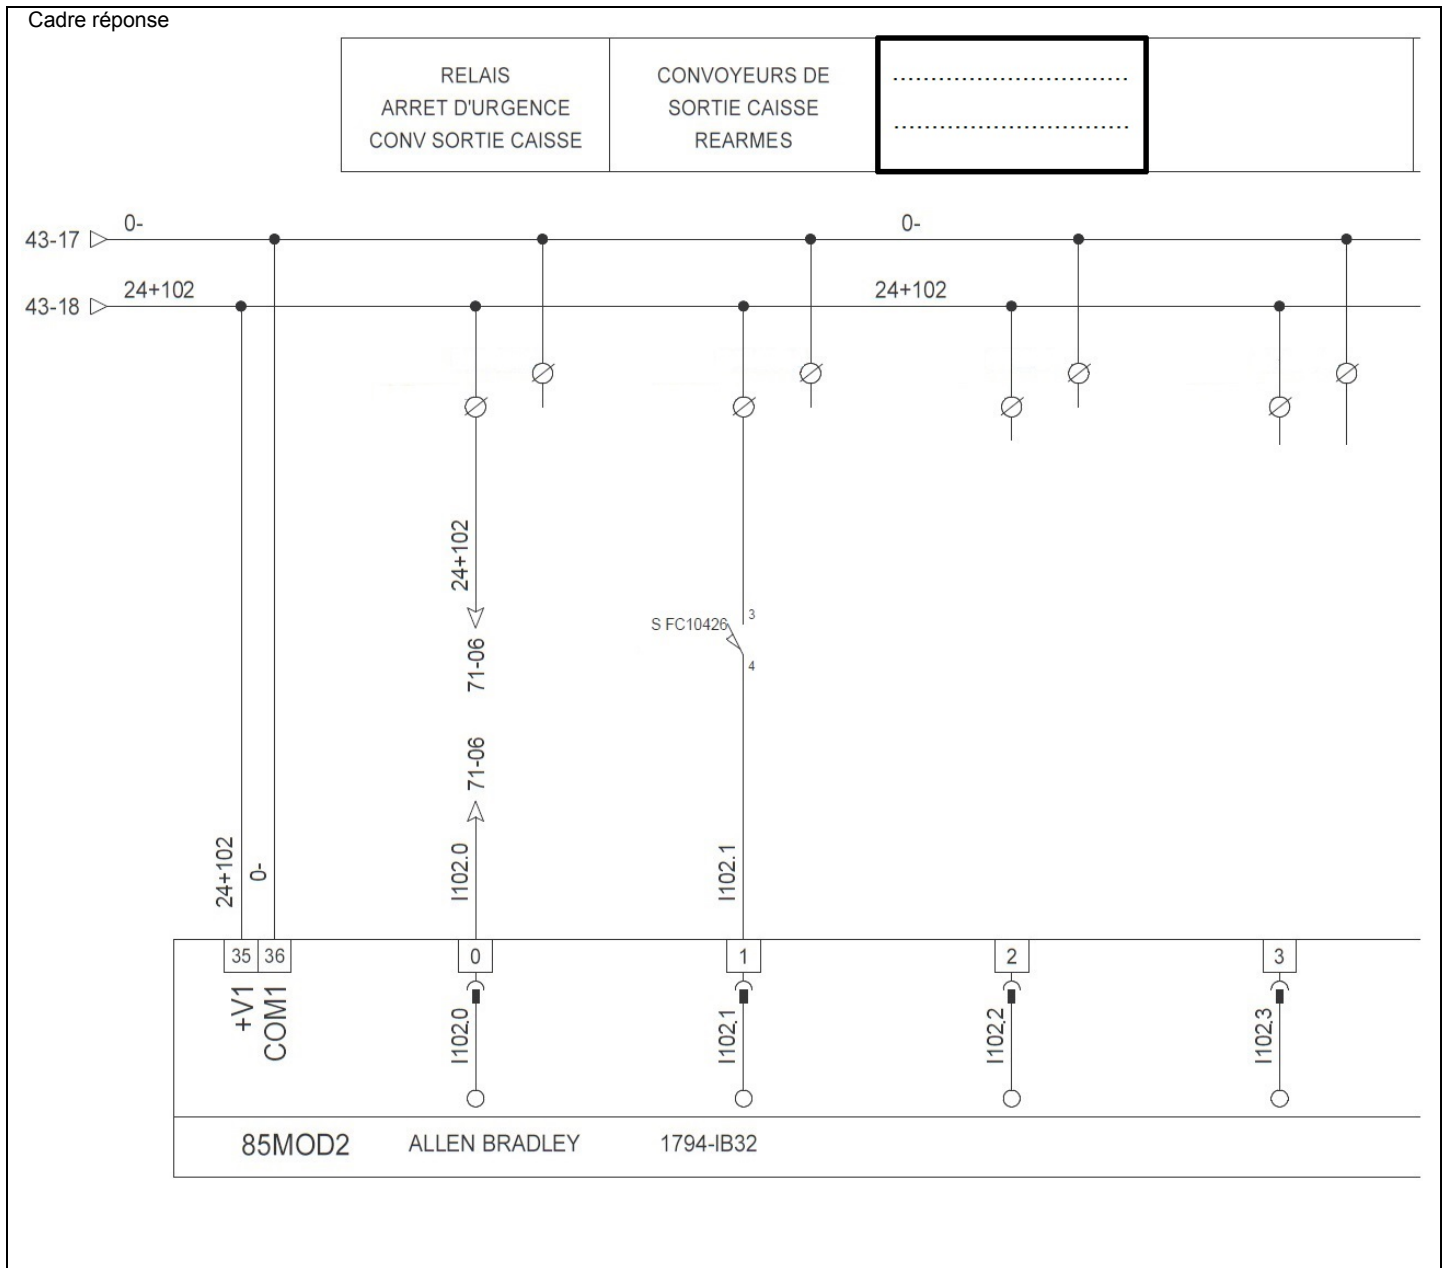 Cadre réponse
RELAIS
ARRET D'URGENCE
CONV SORTIE CAISSE
CONVOYEURS DE
SORTIE CAISSE
REARMES
................................
................................
43-17
0-
0-
43-18
24+102
24+102
24+102
71-06
S FC10426
3
4
71-06
24+102
0-
I102.0
I102.1
35
36
0
1
2
3
+V1
COM1
I102.0
I102.1
I102.2
I102.3
85MOD2
ALLEN BRADLEY
1794-IB32